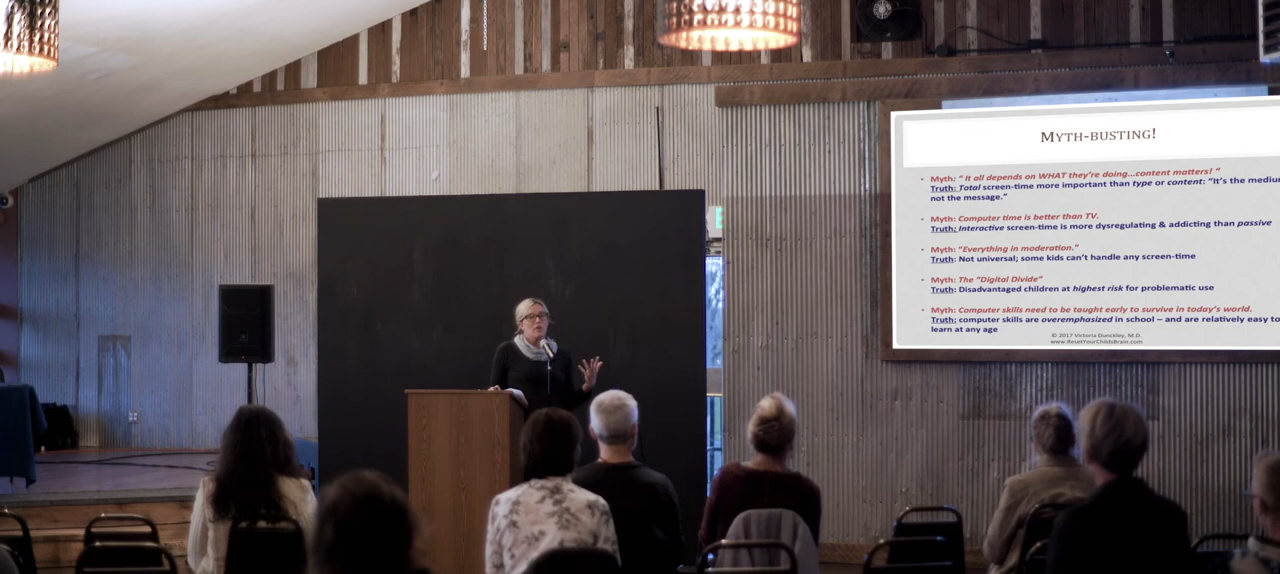 MYTH-BUSTING!
• Myth: “ It all depends on WHAT they’re doing…content matters! “
Truth: Total screen-time more important than type or content: “It’s the medium
not the message.”
• Myth: Computer time is better than TV.
Truth: Interactive screen-time is more dysregulating & addicting than passive
• Myth: “Everything in moderation.”
Truth: Not universal; some kids can’t handle any screen-time
• Myth: The “Digital Divide”
Truth: Disadvantaged children at highest risk for problematic use
• Myth: Computer skills need to be taught early to survive in today’s world.
Truth: computer skills are overemphasized in school – and are relatively easy to
learn at any age
© 2017 Victoria Dunckley, M.D.
www.ResetYourChildsBrain.com